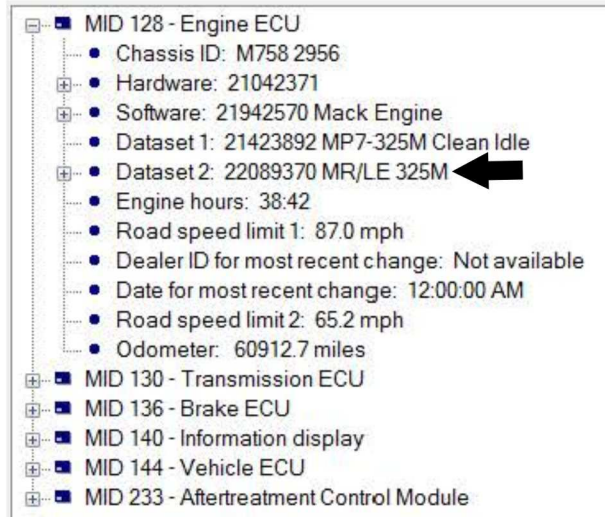 MID 128 - Engine ECU
Chassis ID: M758 2956
Hardware: 21042371
Software: 21942570 Mack Engine
Dataset 1: 21423892 MP7-325M Clean Idle
Dataset 2: 22089370 MR/LE 325M
Engine hours: 38:42
Road speed limit 1: 87.0 mph
Dealer ID for most recent change: Not available
Date for most recent change: 12:00:00 AM
Road speed limit 2: 65.2 mph
Odometer: 60912.7 miles
MID 130 - Transmission ECU
MID 136 - Brake ECU
MID 140 - Information display
MID 144 - Vehicle ECU
MID 233 - Aftertreatment Control Module